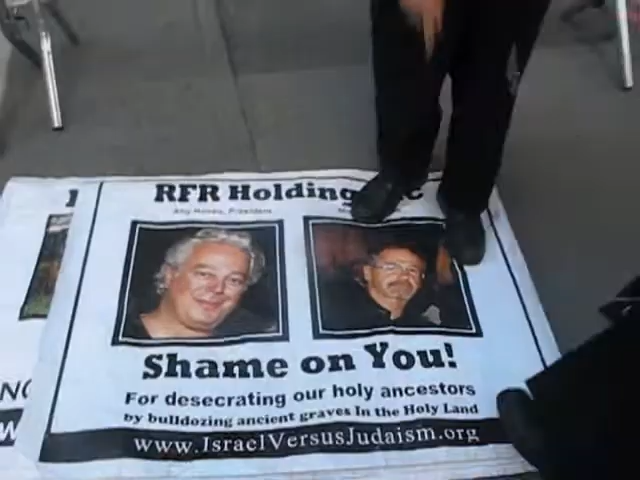 RFR Holding
President
Shame on You!
For desecrating our holy ancestors
by bulldozing ancient graves In the Holy Land
www.IsraelVersusJudaism.org